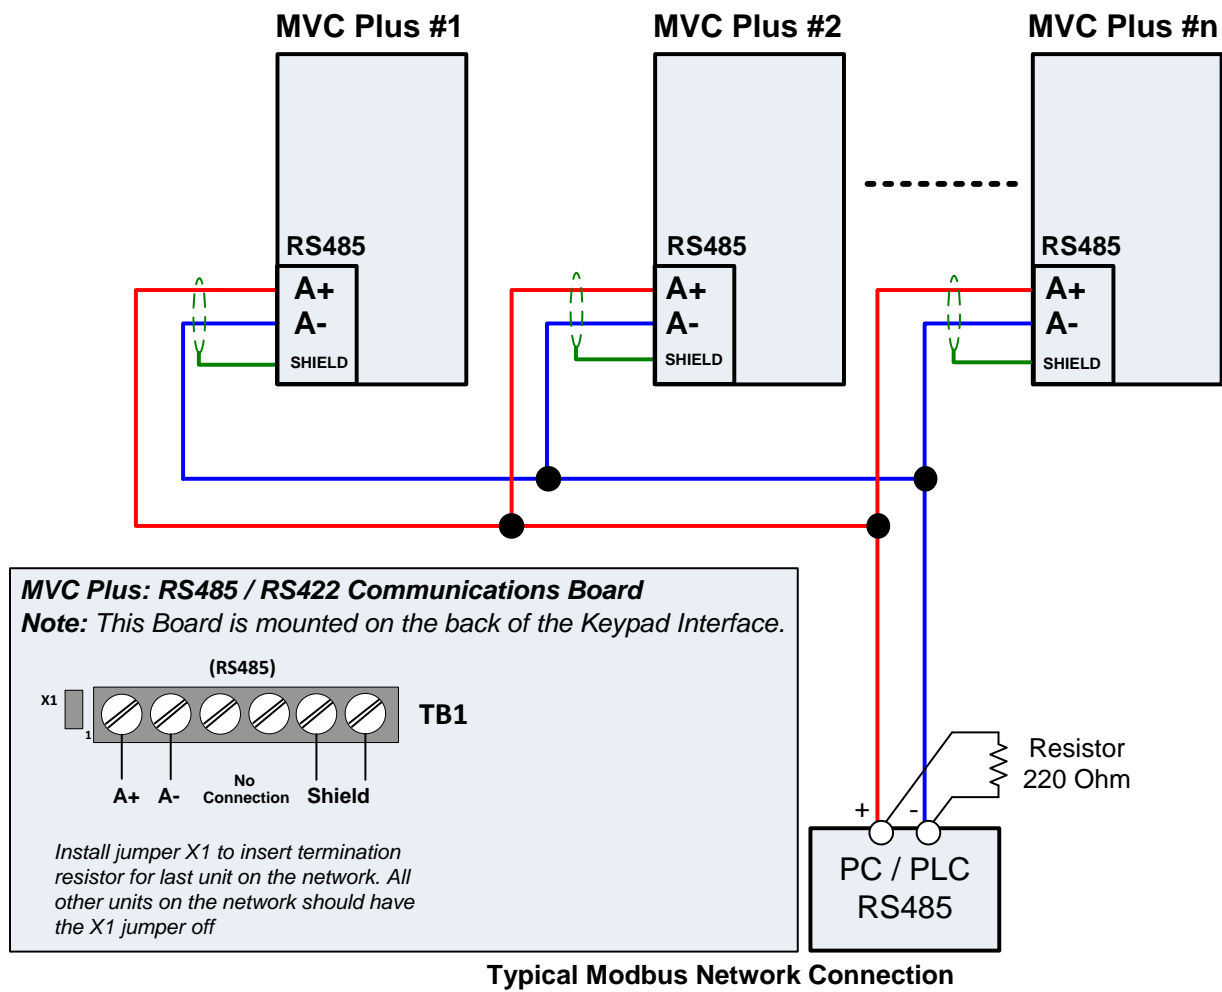 MVC Plus #1
MVC Plus #2
MVC Plus #n
RS485
A+
A-
SHIELD
RS485
A+
A-
SHIELD
RS485
A+
A-
SHIELD
MVC Plus: RS485 / RS422 Communications Board
Note: This Board is mounted on the back of the Keypad Interface.
(RS485)
X1
1
TB1
A+
A-
No
Connection
Shield
Install jumper X1 to insert termination
resistor for last unit on the network. All
other units on the network should have
the X1 jumper off
Resistor
220 Ohm
+
-
PC / PLC
RS485
Typical Modbus Network Connection